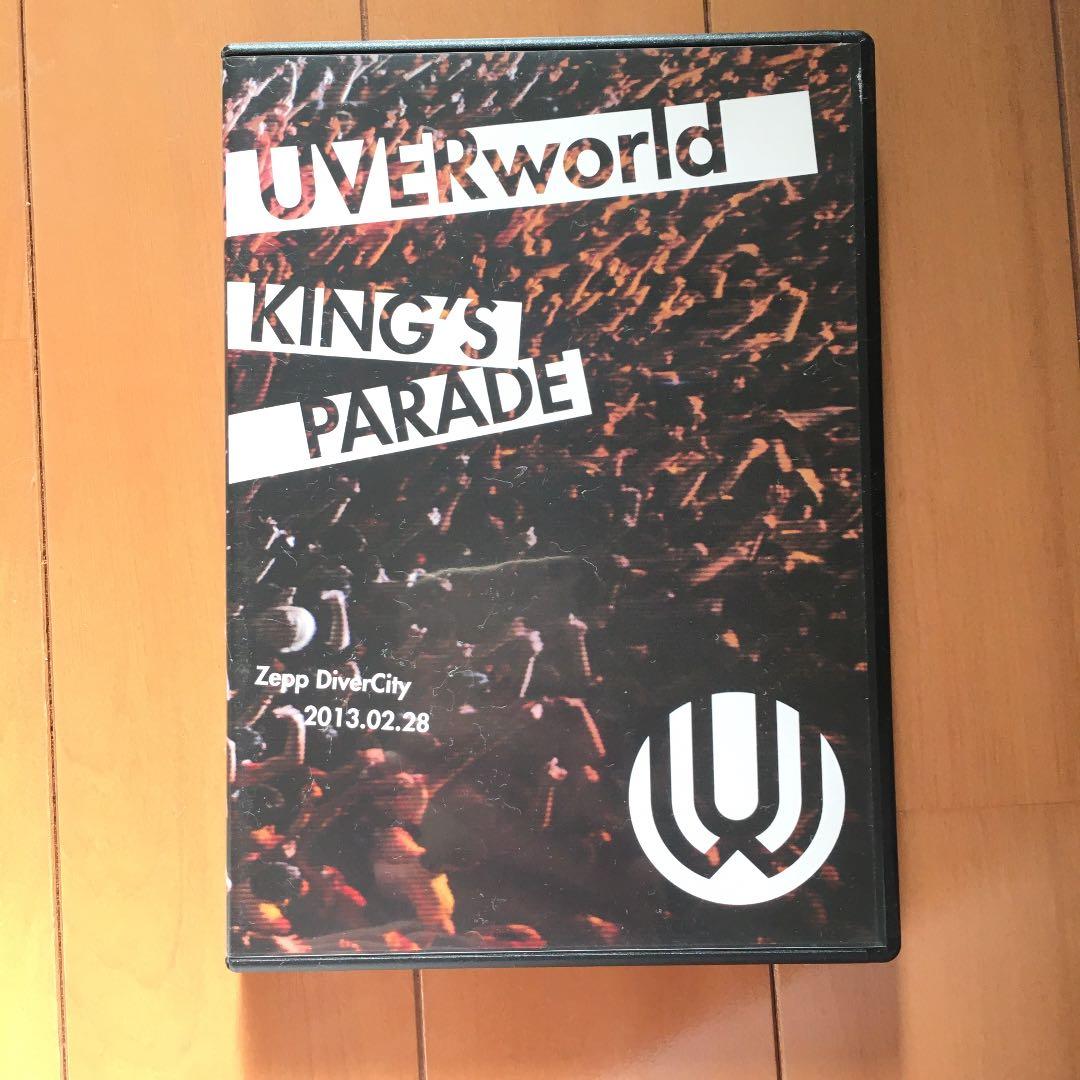 UVERworld
KING'S
PARADE
Zepp DiverCity
2013.02.28